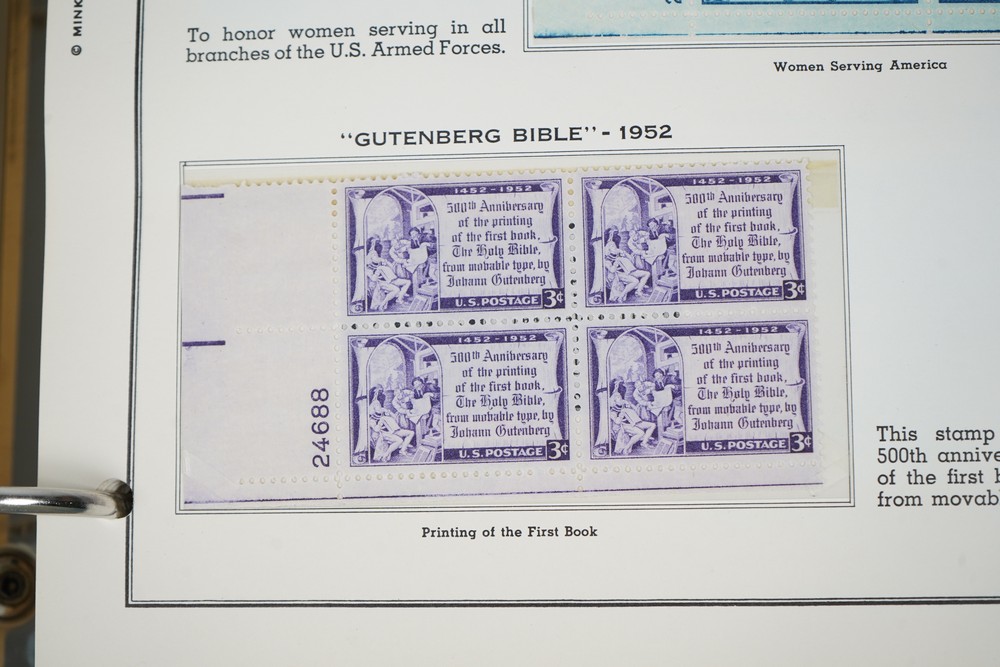 © MINK
To honor women serving in all
branches of the U.S. Armed Forces.
Women Serving America
"GUTENBERG BIBLE" - 1952
1452-1952
500th Anniversary
of the printing
of the first book,
The Holy Bible,
from movable type, by
Johann Gutenberg
U.S. POSTAGE 3¢
1452-1952
500th Anniversary
of the printing
of the first book,
The Holy Bible,
from movable type, by
Johann Gutenberg
U.S. POSTAGE 3¢
24688
1452-1952
500th Anniversary
of the printing
of the first book,
The Holy Bible,
from movable type, by
Johann Gutenberg
U.S. POSTAGE 3¢
1452-1952
500th Anniversary
of the printing
of the first book,
The Holy Bible,
from movable type, by
Johann Gutenberg
U.S. POSTAGE 3¢
Printing of the First Book
This stamp
500th annive
of the first b
from movab